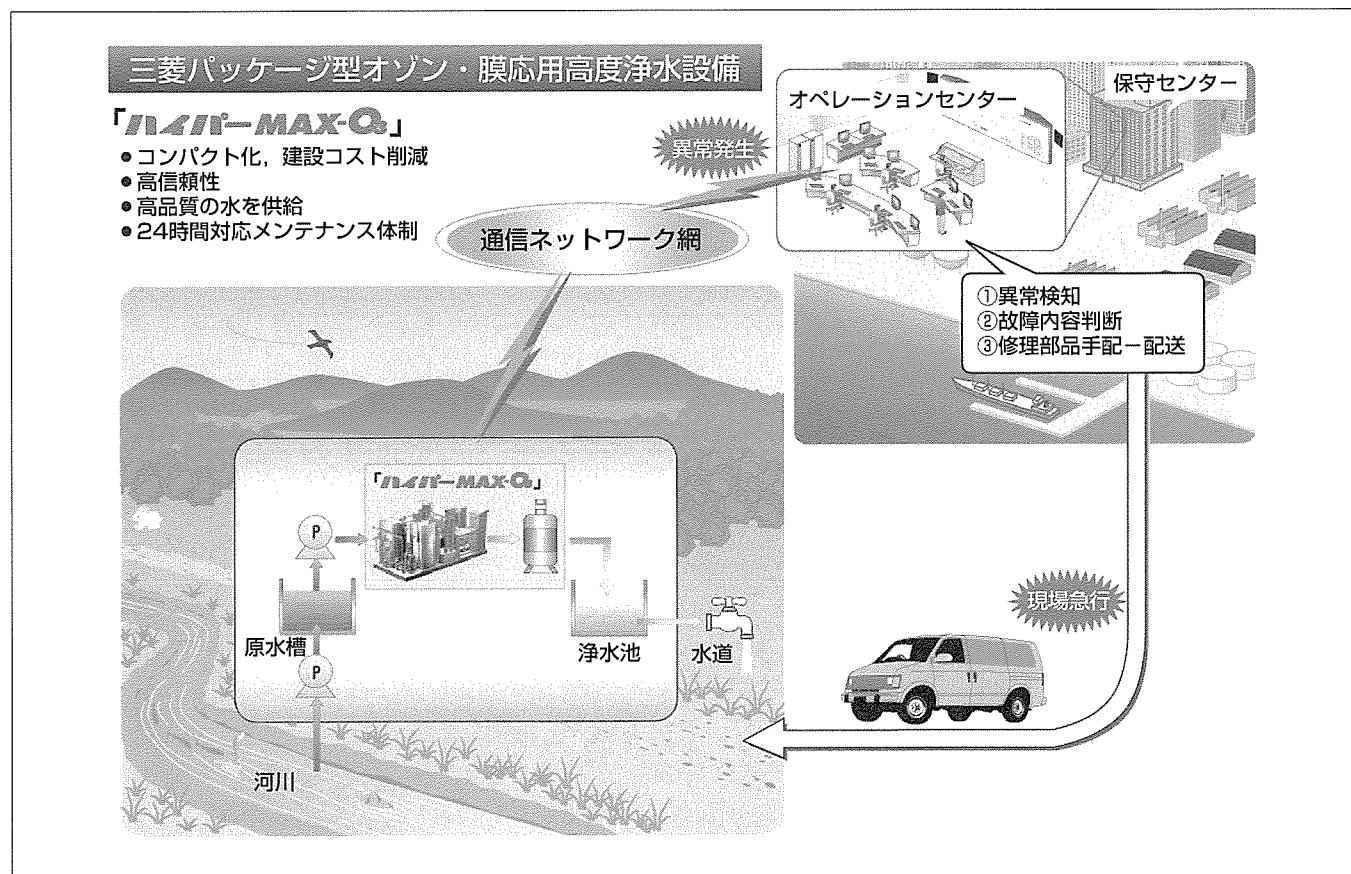 三菱パッケージ型オゾン・膜応用高度浄水設備
「ハイパーMAX-O3」
●コンパクト化，建設コスト削減
●高信頼性
●高品質の水を供給
●24時間対応メンテナンス体制
異常発生
通信ネットワーク網
オペレーションセンター
保守センター
①異常検知
②故障内容判断
③修理部品手配－配送
「ハイパーMAX-O3」
P
原水槽
P
浄水池
水道
河川
現場急行